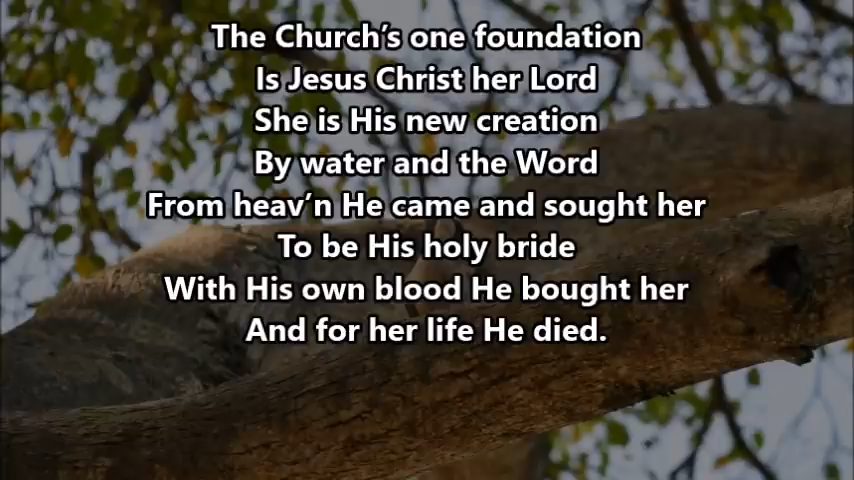 The Church’s one foundation
Is Jesus Christ her Lord
She is His new creation
By water and the Word
From heav’n He came and sought her
To be His holy bride
With His own blood He bought her
And for her life He died.